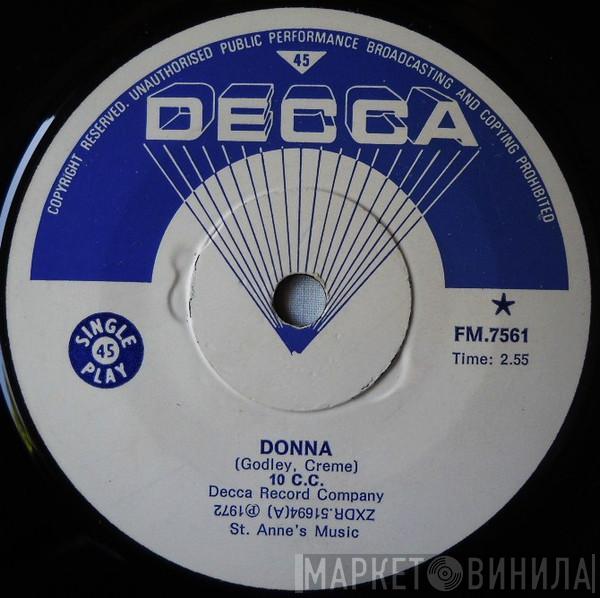 COPYRIGHT RESERVED. UNAUTHORISED PUBLIC PERFORMANCE BROADCASTING AND COPYING PROHIBITED
45
DECCA
SINGLE
45
PLAY
FM.7561
Time: 2.55
DONNA
(Godley, Creme)
10 C.C.
Decca Record Company
ZXDR.51694(A) ℗ 1972
St. Anne's Music
МАРКЕТ ВИНИЛА